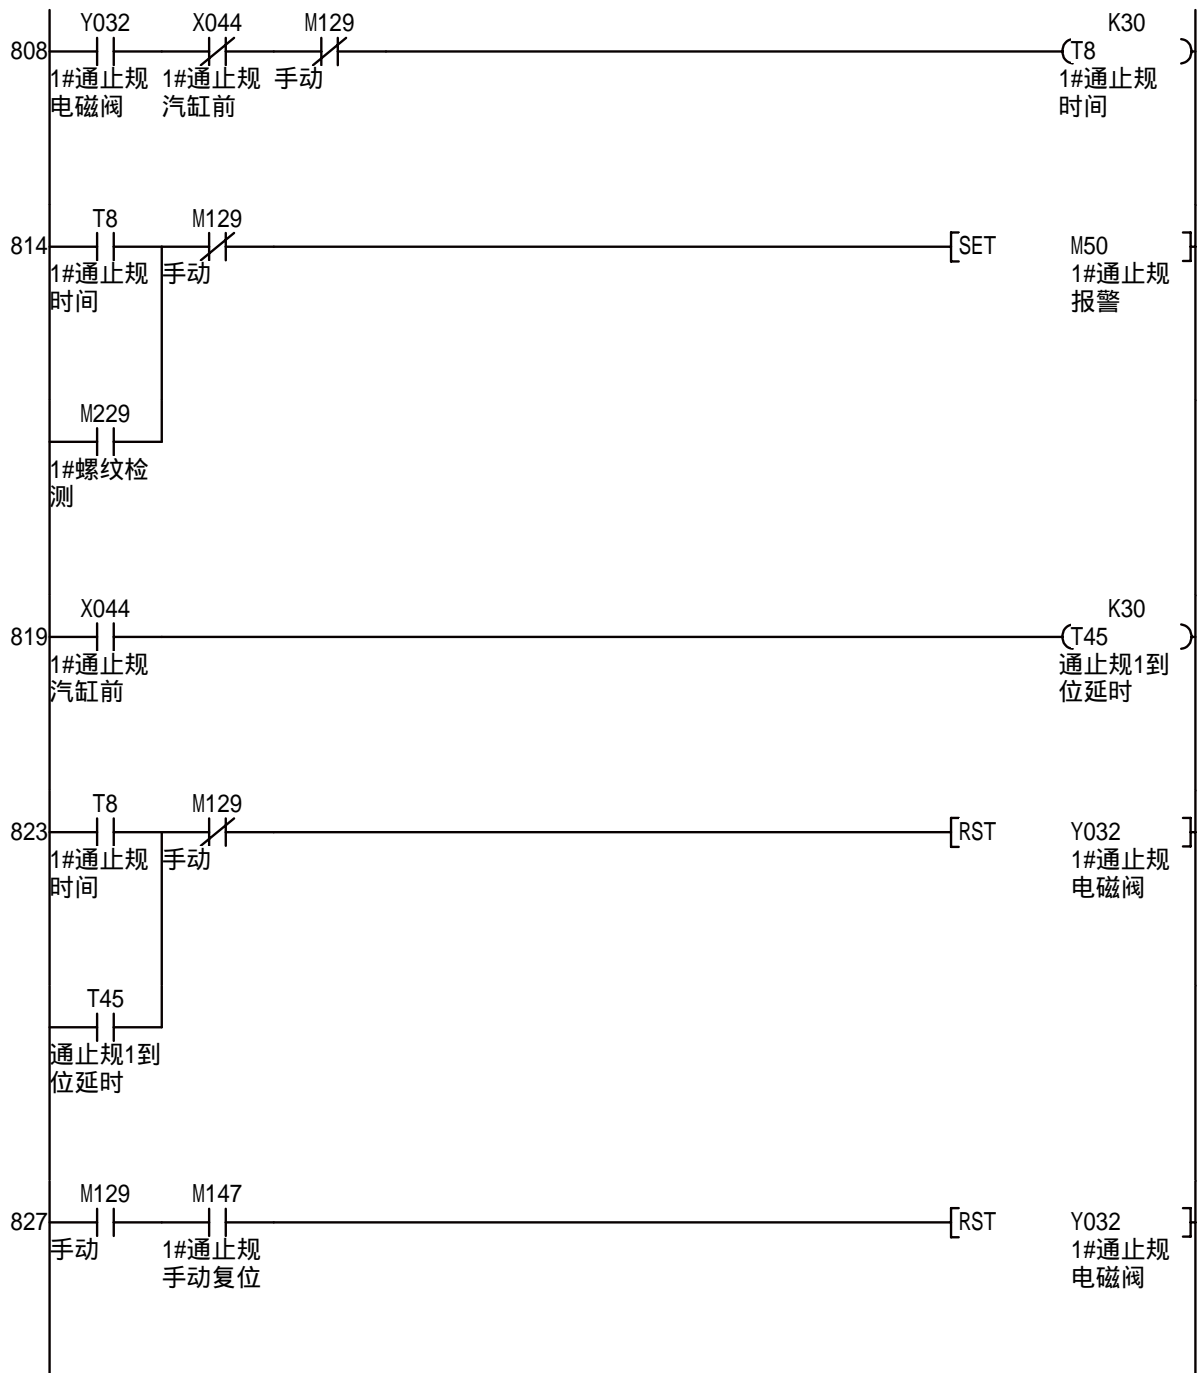 Y032 X044 M129 K30
808 T8
1#通止规 1#通止规 手动 1#通止规
电磁阀 汽缸前 时间
T8 M129
814 SET M50
1#通止规 手动 1#通止规
时间 报警
M229
1#螺纹检
测
X044 K30
819 T45
1#通止规 通止规1到
汽缸前 位延时
T8 M129
823 RST Y032
1#通止规 手动 1#通止规
时间 电磁阀
T45
通止规1到
位延时
M129 M147
827 RST Y032
手动 1#通止规 1#通止规
手动复位 电磁阀